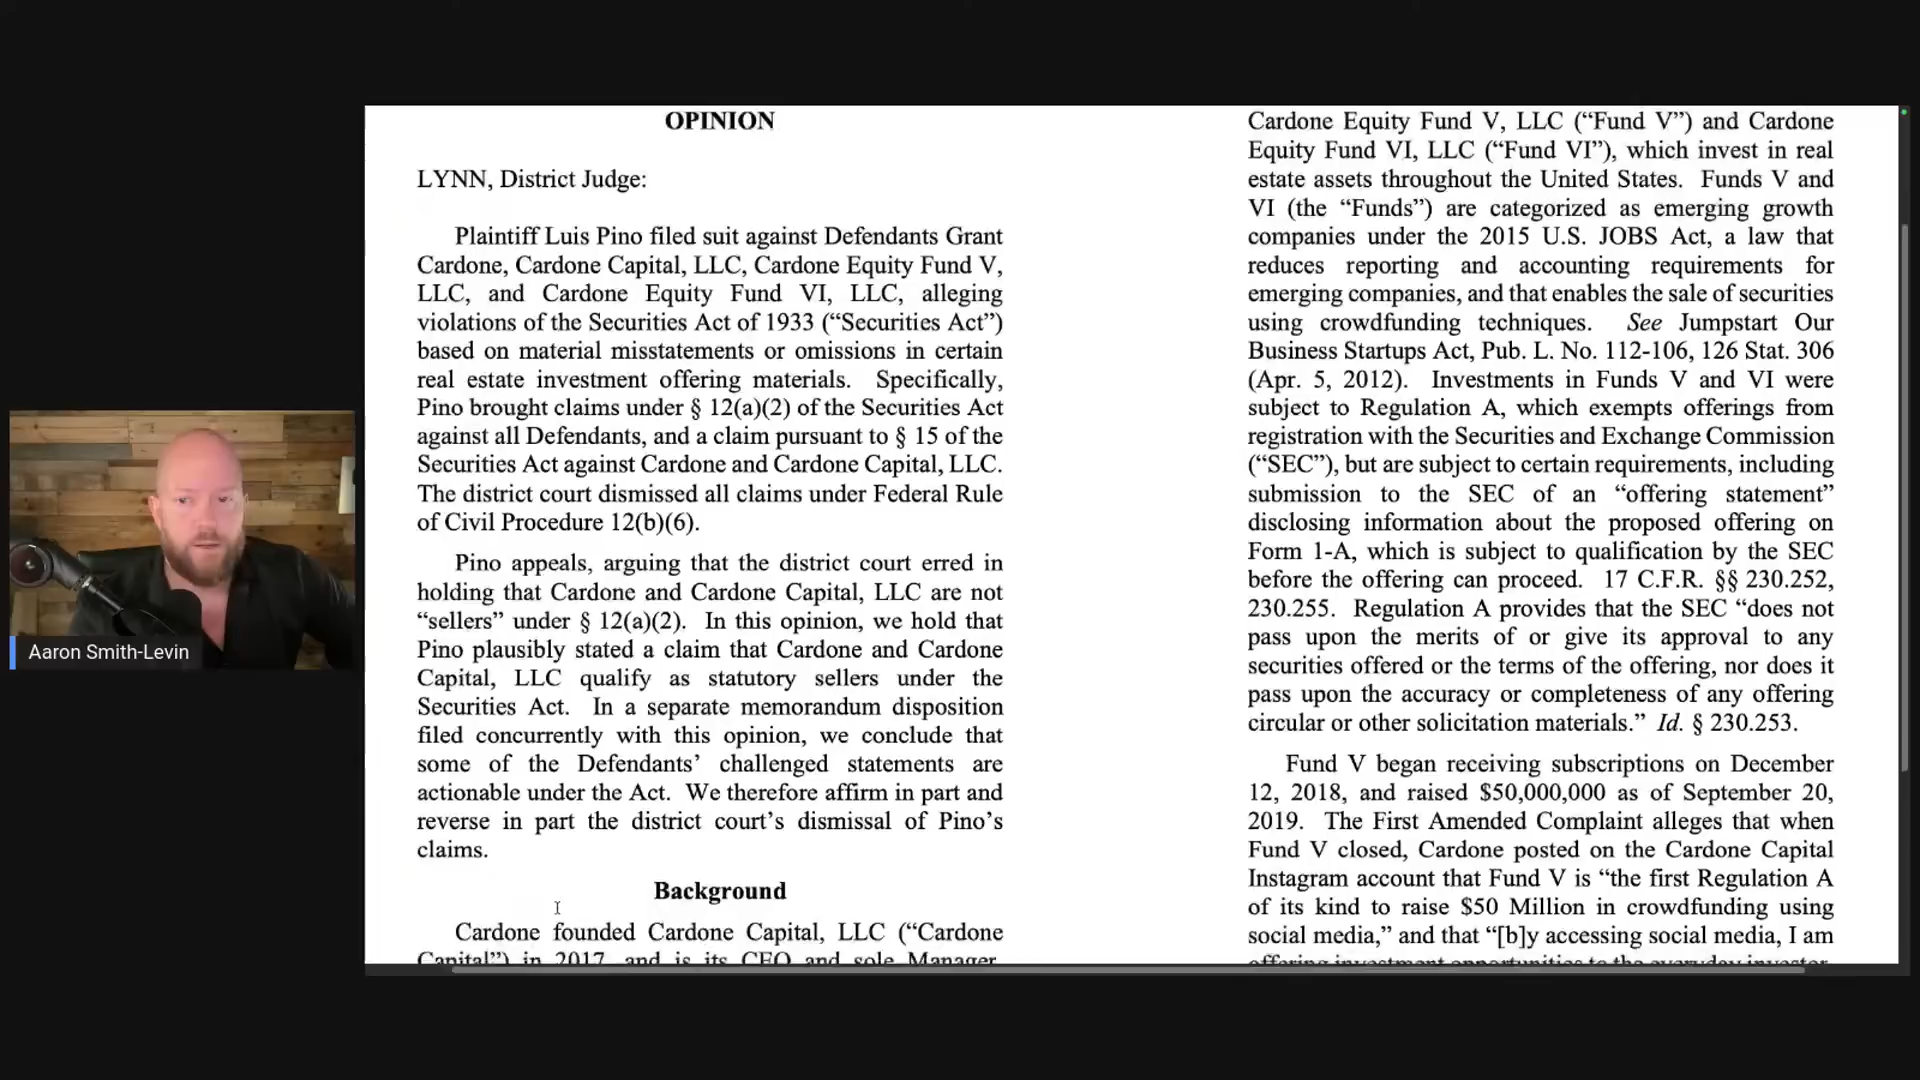 OPINION
LYNN, District Judge:
Plaintiff Luis Pino filed suit against Defendants Grant
Cardone, Cardone Capital, LLC, Cardone Equity Fund V,
LLC, and Cardone Equity Fund VI, LLC, alleging
violations of the Securities Act of 1933 (“Securities Act”)
based on material misstatements or omissions in certain
real estate investment offering materials. Specifically,
Pino brought claims under § 12(a)(2) of the Securities Act
against all Defendants, and a claim pursuant to § 15 of the
Securities Act against Cardone and Cardone Capital, LLC.
The district court dismissed all claims under Federal Rule
of Civil Procedure 12(b)(6).
Pino appeals, arguing that the district court erred in
holding that Cardone and Cardone Capital, LLC are not
“sellers” under § 12(a)(2). In this opinion, we hold that
Pino plausibly stated a claim that Cardone and Cardone
Capital, LLC qualify as statutory sellers under the
Securities Act. In a separate memorandum disposition
filed concurrently with this opinion, we conclude that
some of the Defendants’ challenged statements are
actionable under the Act. We therefore affirm in part and
reverse in part the district court’s dismissal of Pino’s
claims.
Background
Cardone founded Cardone Capital, LLC (“Cardone
Capital”) in 2017, and is its CEO and sole Manager.
Cardone Equity Fund V, LLC (“Fund V”) and Cardone
Equity Fund VI, LLC (“Fund VI”), which invest in real
estate assets throughout the United States. Funds V and
VI (the “Funds”) are categorized as emerging growth
companies under the 2015 U.S. JOBS Act, a law that
reduces reporting and accounting requirements for
emerging companies, and that enables the sale of securities
using crowdfunding techniques. See Jumpstart Our
Business Startups Act, Pub. L. No. 112-106, 126 Stat. 306
(Apr. 5, 2012). Investments in Funds V and VI were
subject to Regulation A, which exempts offerings from
registration with the Securities and Exchange Commission
(“SEC”), but are subject to certain requirements, including
submission to the SEC of an “offering statement”
disclosing information about the proposed offering on
Form 1-A, which is subject to qualification by the SEC
before the offering can proceed. 17 C.F.R. §§ 230.252,
230.255. Regulation A provides that the SEC “does not
pass upon the merits of or give its approval to any
securities offered or the terms of the offering, nor does it
pass upon the accuracy or completeness of any offering
circular or other solicitation materials.” Id. § 230.253.
Fund V began receiving subscriptions on December
12, 2018, and raised $50,000,000 as of September 20,
2019. The First Amended Complaint alleges that when
Fund V closed, Cardone posted on the Cardone Capital
Instagram account that Fund V is “the first Regulation A
of its kind to raise $50 Million in crowdfunding using
social media,” and that “[b]y accessing social media, I am
offering investment opportunities to the everyday investor
Aaron Smith-Levin